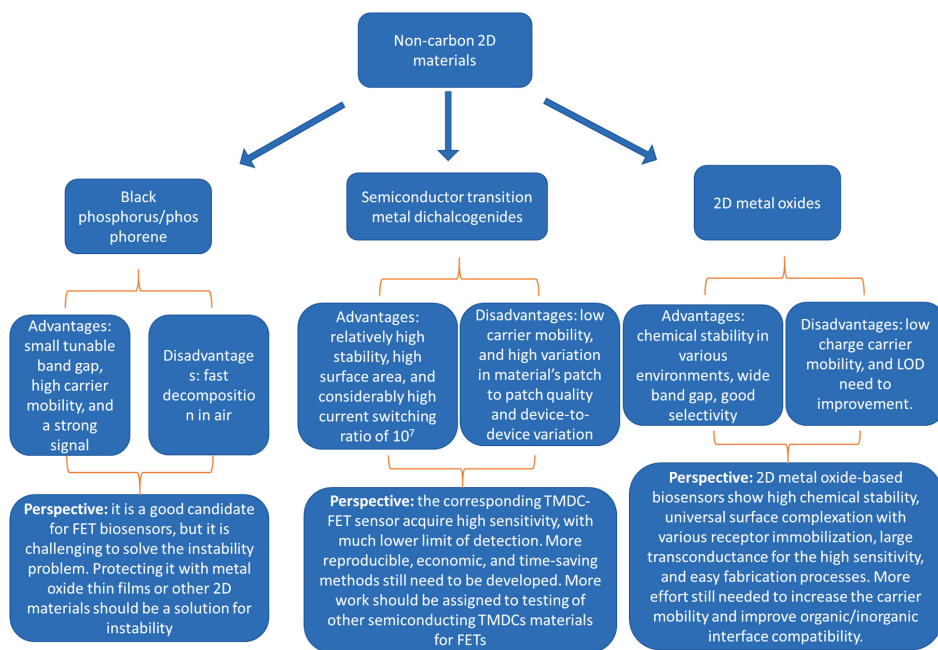 Non-carbon 2D
materials
Black
phosphorus/phos
phorene
Semiconductor transition
metal dichalcogenides
2D metal oxides
Advantages:
small tunable
band gap,
high carrier
mobility, and
a strong
signal
Disadvantage
s: fast
decompositio
n in air
Advantages:
relatively high
stability, high
surface area, and
considerably high
current switching
ratio of 10⁷
Disadvantages: low
carrier mobility,
and high variation
in material's patch
to patch quality
and device-to-
device variation
Advantages:
chemical stability in
various
environments, wide
band gap, good
selectivity
Disadvantages: low
charge carrier
mobility, and LOD
need to
improvement.
Perspective: it is a good
candidate for FET
biosensors, but it is
challenging to solve the
instability problem.
Protecting it with metal
oxide thin films or other 2D
materials should be a
solution for instability
Perspective: the corresponding TMDC-
FET sensor acquire high sensitivity, with
much lower limit of detection. More
reproducible, economic, and time-saving
methods still need to be developed. More
work should be assigned to testing of
other semiconducting TMDCs materials
for FETs
Perspective: 2D metal oxide-based
biosensors show high chemical stability,
universal surface complexation with
various receptor immobilization, large
transconductance for the high sensitivity,
and easy fabrication processes. More
effort still needed to increase the carrier
mobility and improve organic/inorganic
interface compatibility.